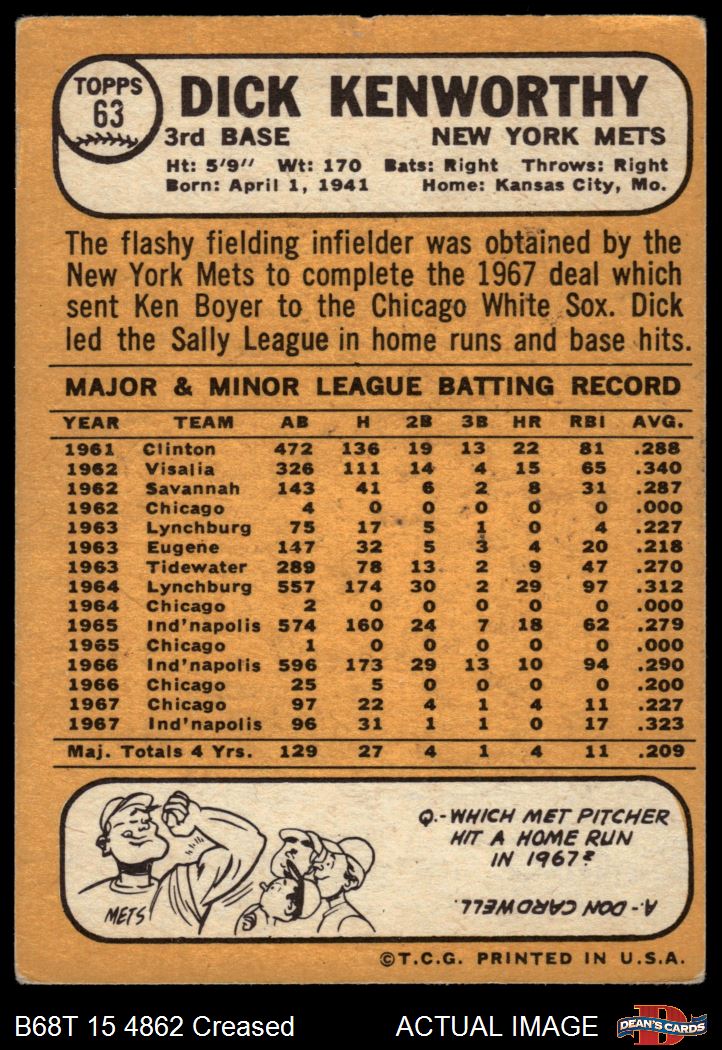 TOPPS
63
DICK KENWORTHY
3rd BASE NEW YORK METS
Ht: 5'9" Wt: 170 Bats: Right Throws: Right
Born: April 1, 1941 Home: Kansas City, Mo.
The flashy fielding infielder was obtained by the
New York Mets to complete the 1967 deal which
sent Ken Boyer to the Chicago White Sox. Dick
led the Sally League in home runs and base hits.
MAJOR & MINOR LEAGUE BATTING RECORD
YEAR TEAM AB H 2B 3B HR RBI AVG.
1961 Clinton 472 136 19 13 22 81 .288
1962 Visalia 326 111 14 4 15 65 .340
1962 Savannah 143 41 6 2 8 31 .287
1962 Chicago 4 0 0 0 0 0 .000
1963 Lynchburg 75 17 5 1 0 4 .227
1963 Eugene 147 32 5 3 4 20 .218
1963 Tidewater 289 78 13 2 9 47 .270
1964 Lynchburg 557 174 30 2 29 97 .312
1964 Chicago 2 0 0 0 0 0 .000
1965 Ind'napolis 574 160 24 7 18 62 .279
1965 Chicago 1 0 0 0 0 0 .000
1966 Ind'napolis 596 173 29 13 10 94 .290
1966 Chicago 25 5 0 0 0 0 .200
1967 Chicago 97 22 4 1 4 11 .227
1967 Ind'napolis 96 31 1 1 0 17 .323
Maj. Totals 4 Yrs. 129 27 4 1 4 11 .209
Q.-WHICH MET PITCHER
HIT A HOME RUN
IN 1967?
A.-DON CARDWELL.
METS
©T.C.G. PRINTED IN U.S.A.
B68T 15 4862 Creased ACTUAL IMAGE
D
DEAN'S CARDS